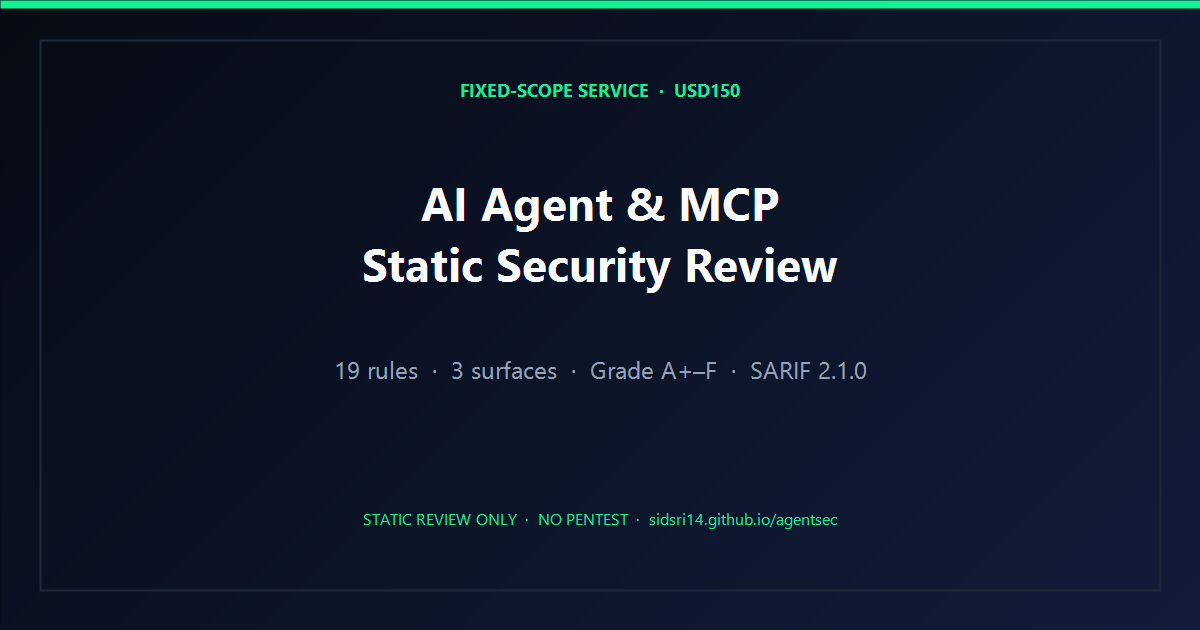 FIXED-SCOPE SERVICE · USD150
AI Agent & MCP
Static Security Review
19 rules · 3 surfaces · Grade A+–F · SARIF 2.1.0
STATIC REVIEW ONLY · NO PENTEST · sidsri14.github.io/agentsec